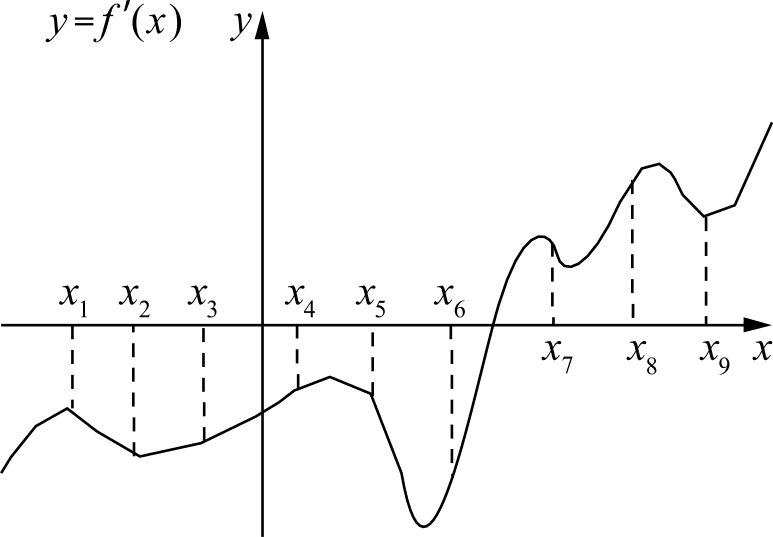 y=f′(x) y
x₁ x₂ x₃ x₄ x₅ x₆
x₇ x₈ x₉ x